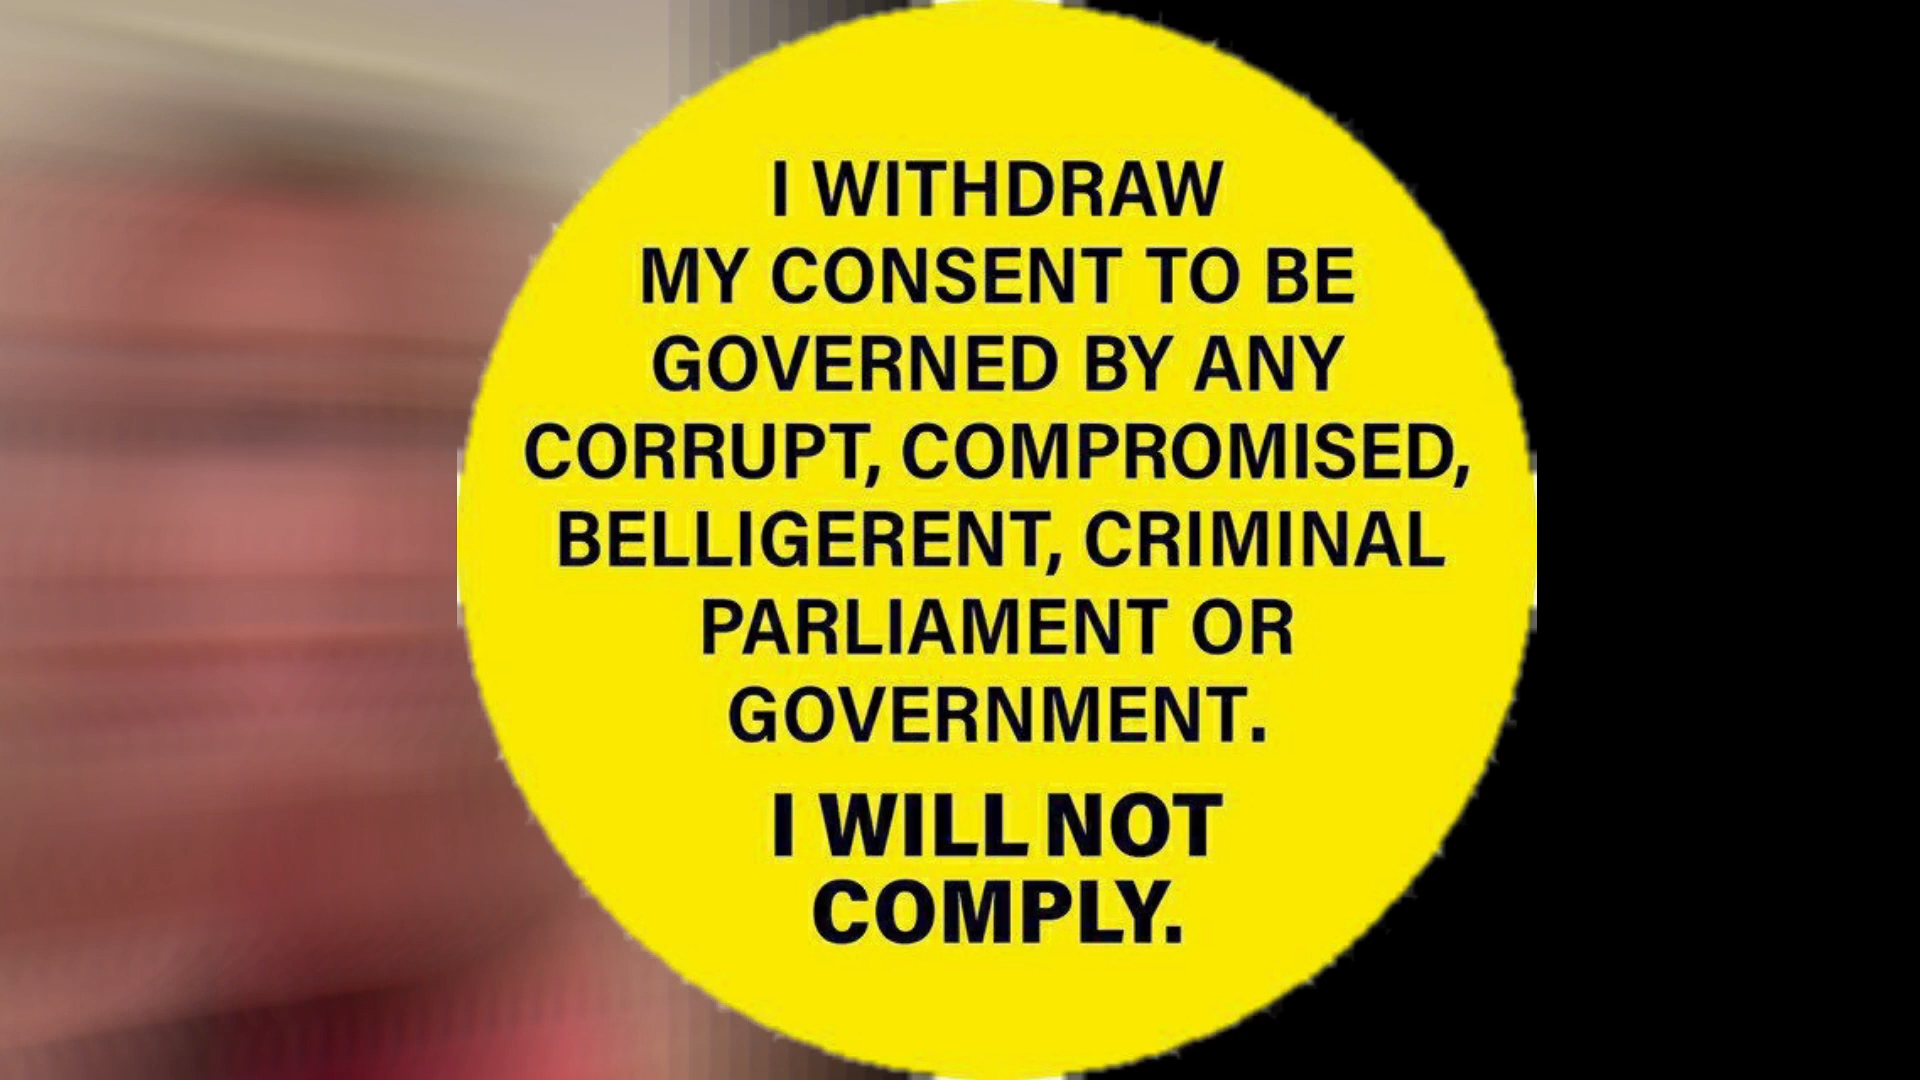 I WITHDRAW
MY CONSENT TO BE
GOVERNED BY ANY
CORRUPT, COMPROMISED,
BELLIGERENT, CRIMINAL
PARLIAMENT OR
GOVERNMENT.
I WILL NOT
COMPLY.